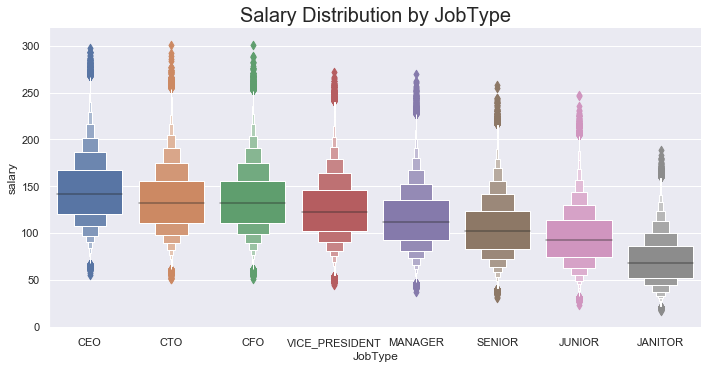 Salary Distribution by JobType
300
250
200
150
100
50
0
salary
CEO CTO CFO VICE_PRESIDENT MANAGER SENIOR JUNIOR JANITOR
JobType